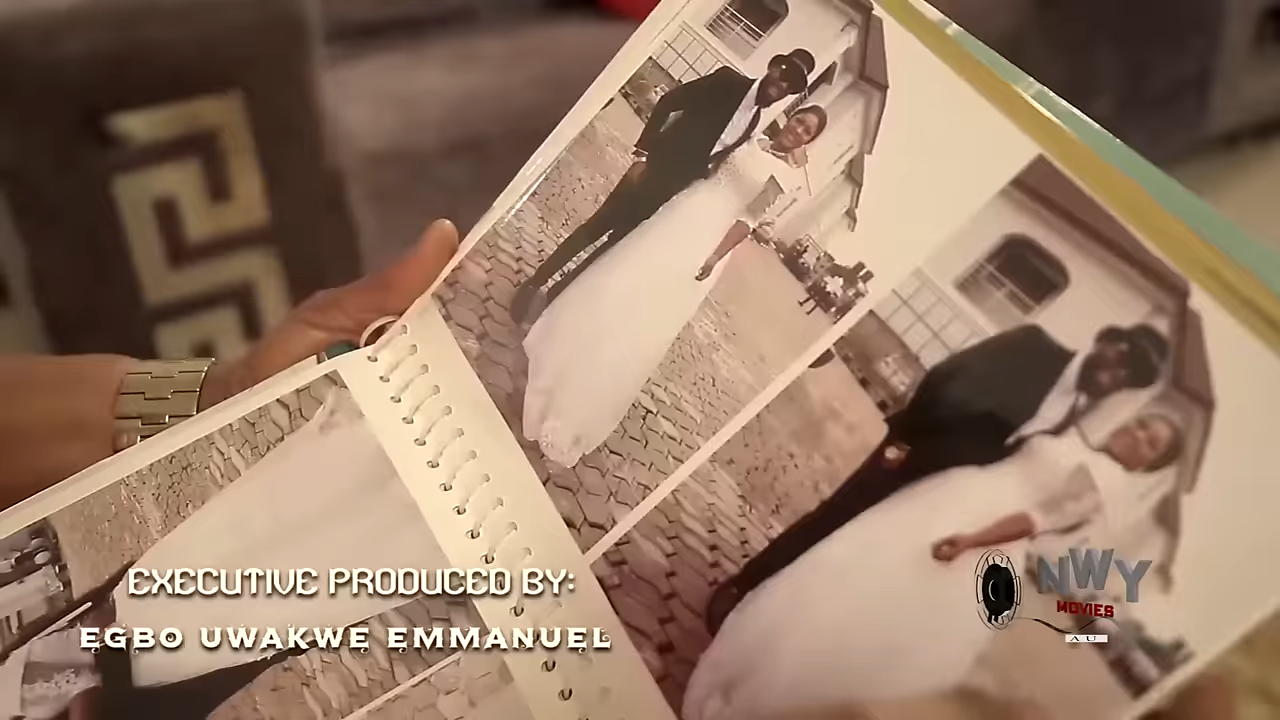 EXECUTIVE PRODUCED BY:
EGBO UWAKWE EMMANUEL
NWY
MOVIES
AU